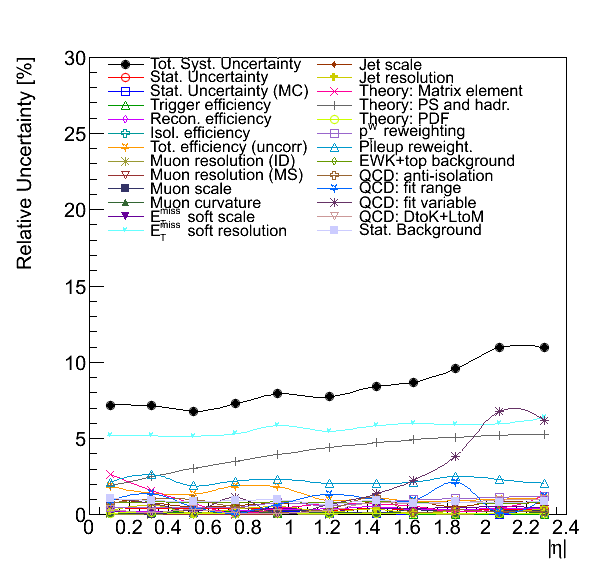 Relative Uncertainty [%]
30
25
20
15
10
5
0
Tot. Syst. Uncertainty
Stat. Uncertainty
Stat. Uncertainty (MC)
Trigger efficiency
Recon. efficiency
Isol. efficiency
Tot. efficiency (uncorr)
Muon resolution (ID)
Muon resolution (MS)
Muon scale
Muon curvature
E_T^miss soft scale
E_T^miss soft resolution
Jet scale
Jet resolution
Theory: Matrix element
Theory: PS and hadr.
Theory: PDF
p_T^W reweighting
Pileup reweight.
EWK+top background
QCD: anti-isolation
QCD: fit range
QCD: fit variable
QCD: DtoK+LtoM
Stat. Background
0 0.2 0.4 0.6 0.8 1 1.2 1.4 1.6 1.8 2 2.2 2.4
|η|